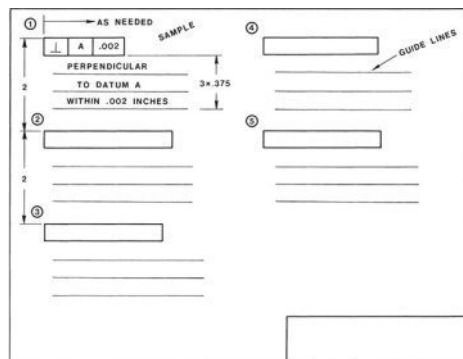 ① AS NEEDED
SAMPLE
⊥ A .002
PERPENDICULAR
TO DATUM A
WITHIN .002 INCHES
3×.375
2
②
2
③
④
GUIDE LINES
⑤